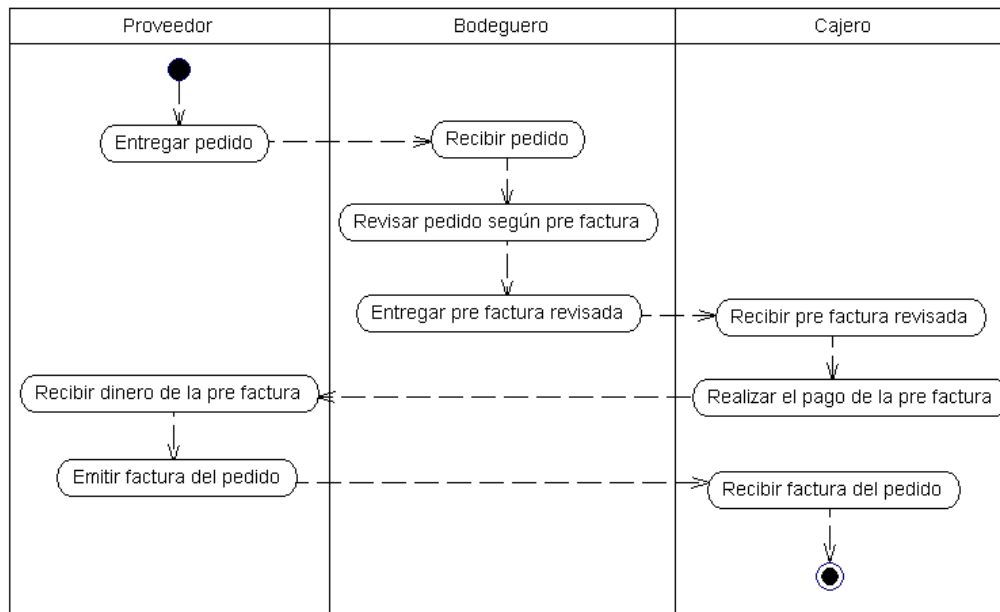 Proveedor
Bodeguero
Cajero
Entregar pedido
Recibir pedido
Revisar pedido según pre factura
Entregar pre factura revisada
Recibir pre factura revisada
Recibir dinero de la pre factura
Realizar el pago de la pre factura
Emitir factura del pedido
Recibir factura del pedido